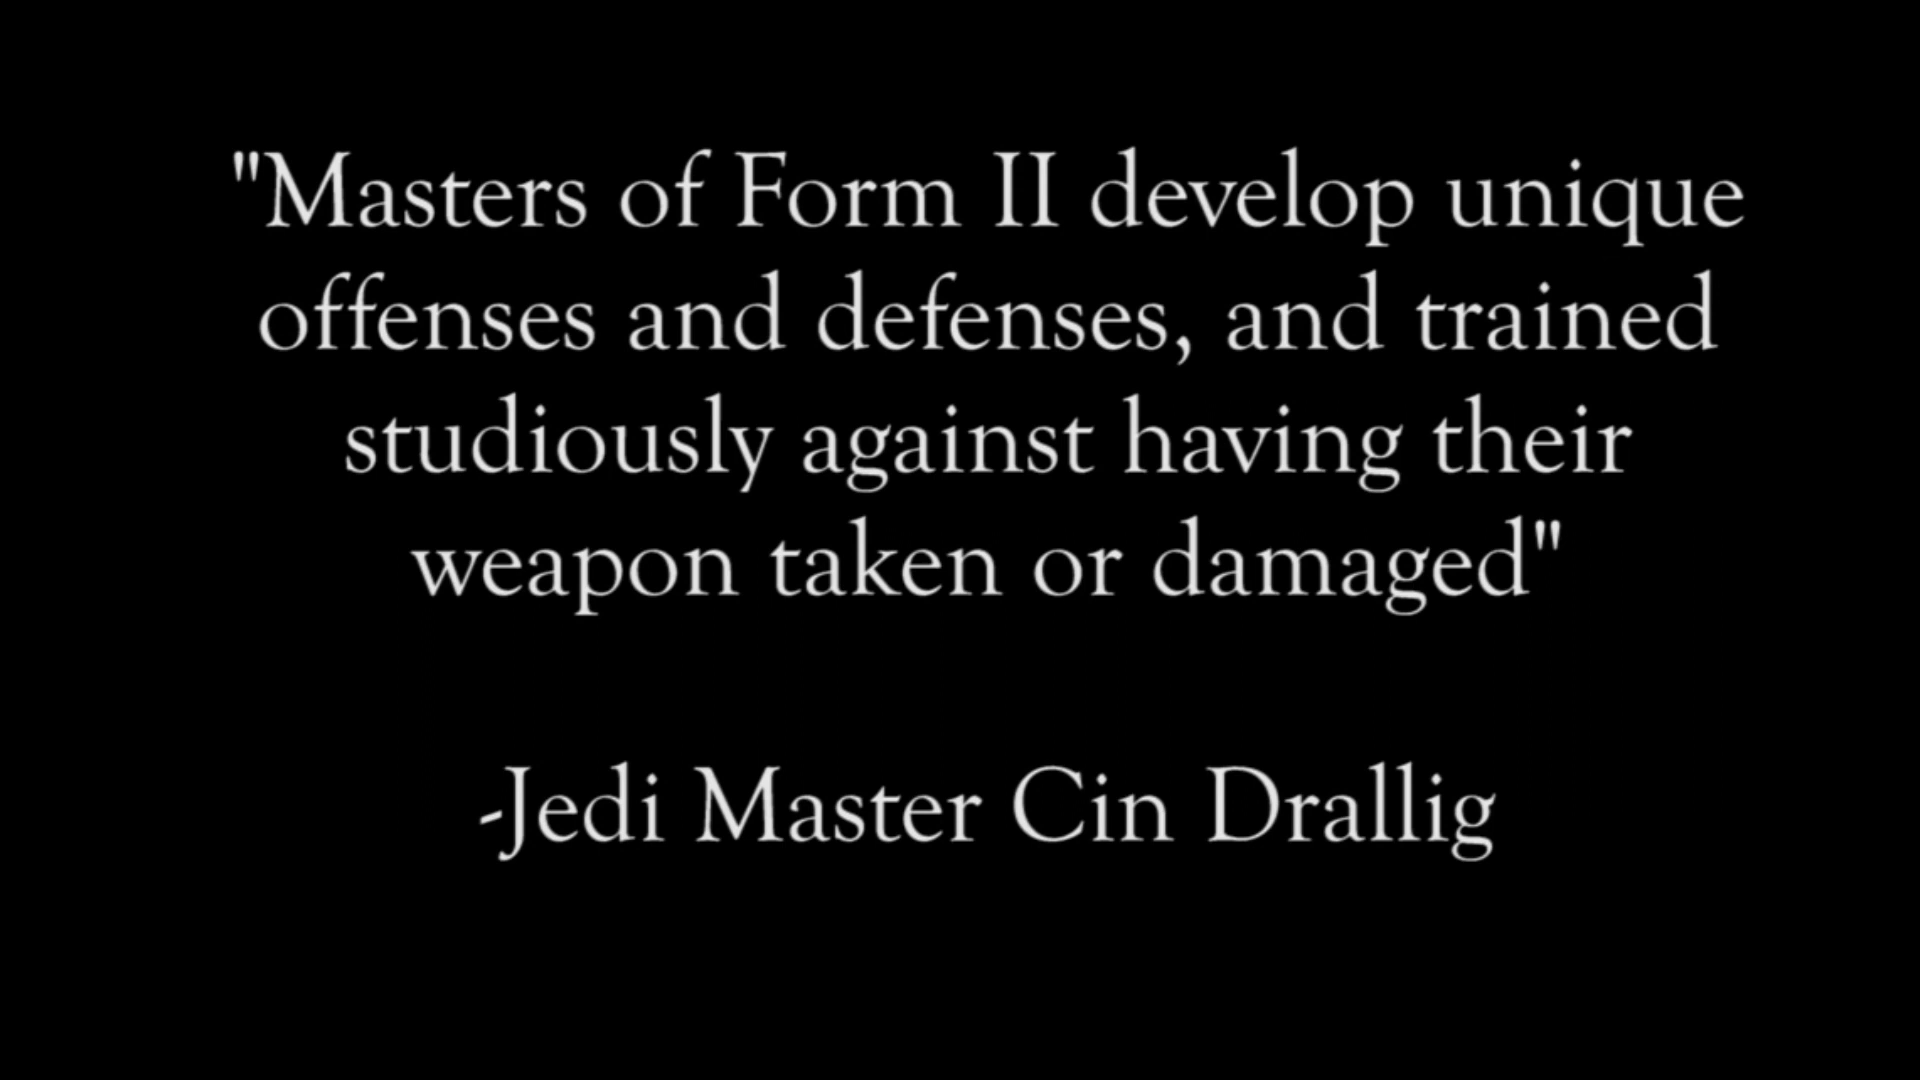 "Masters of Form II develop unique
offenses and defenses, and trained
studiously against having their
weapon taken or damaged"
-Jedi Master Cin Drallig